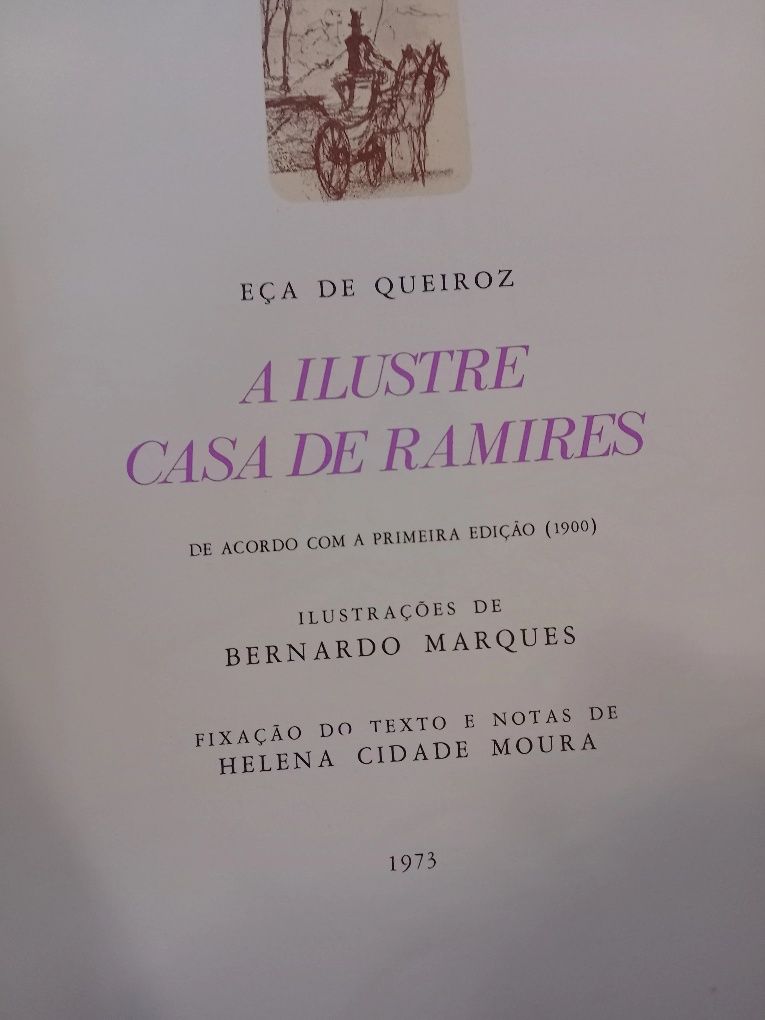 EÇA DE QUEIROZ
A ILUSTRE
CASA DE RAMIRES
DE ACORDO COM A PRIMEIRA EDIÇÃO (1900)
ILUSTRAÇÕES DE
BERNARDO MARQUES
FIXAÇÃO DO TEXTO E NOTAS DE
HELENA CIDADE MOURA
1973